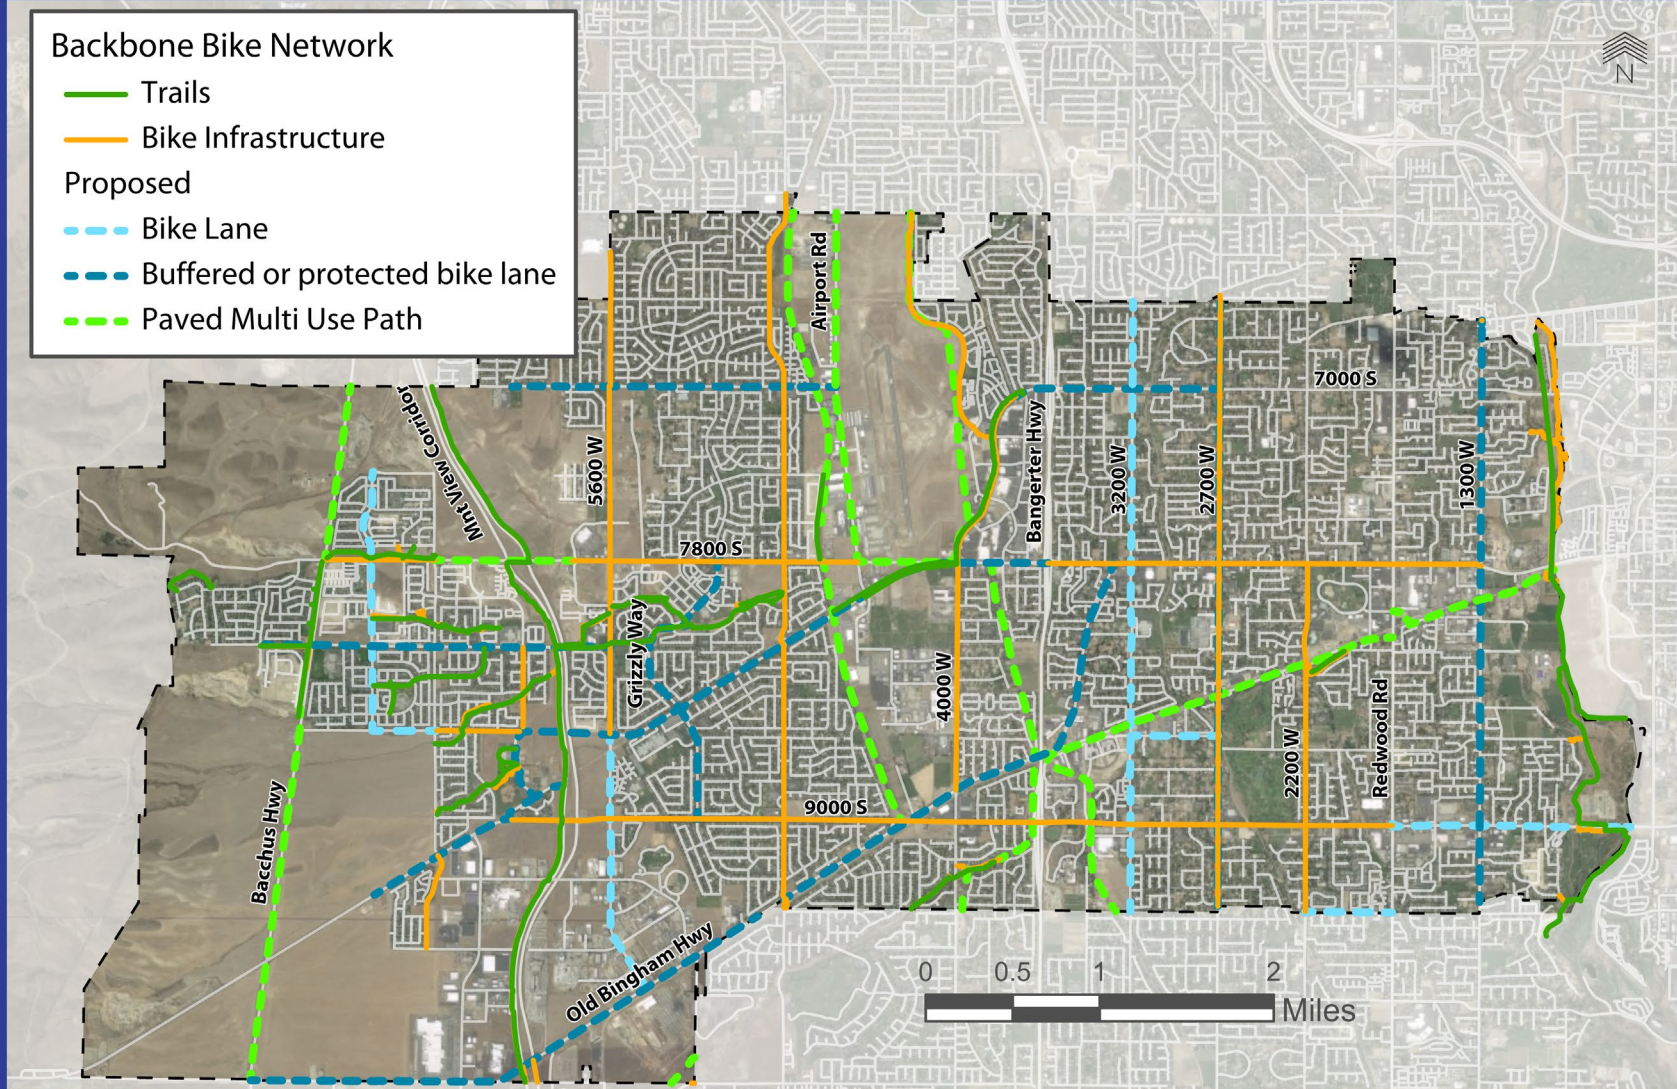 Backbone Bike Network
Trails
Bike Infrastructure
Proposed
Bike Lane
Buffered or protected bike lane
Paved Multi Use Path
N
Airport Rd
7000 S
Mnt View Corridor
5600 W
Bangerter Hwy
3200 W
2700 W
1300 W
7800 S
Grizzly Way
4000 W
2200 W
Redwood Rd
Bacchus Hwy
9000 S
Old Bingham Hwy
0 0.5 1 2
Miles